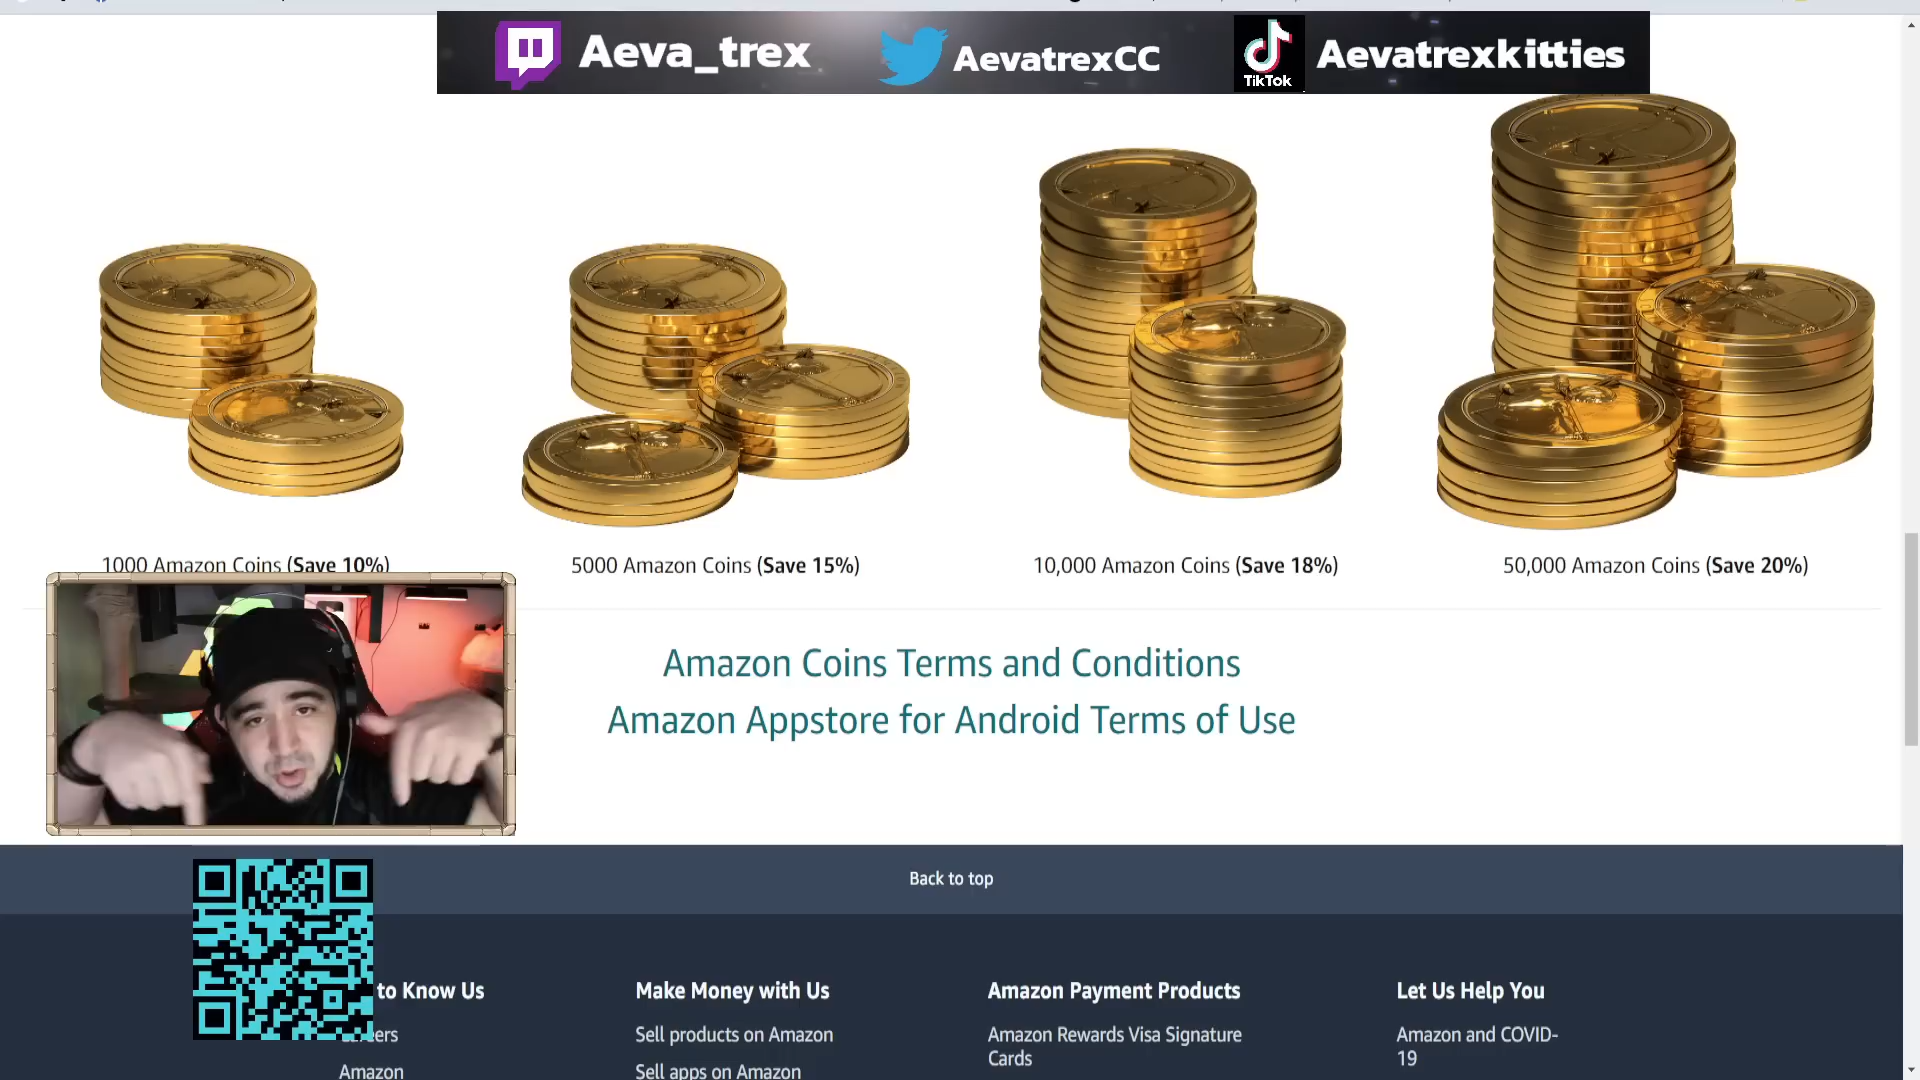 Aeva_trex
AevatrexCC
TikTok
Aevatrexkitties
1000 Amazon Coins (Save 10%)
5000 Amazon Coins (Save 15%)
10,000 Amazon Coins (Save 18%)
50,000 Amazon Coins (Save 20%)
Amazon Coins Terms and Conditions
Amazon Appstore for Android Terms of Use
Back to top
to Know Us
Make Money with Us
Sell products on Amazon
Sell apps on Amazon
Amazon Payment Products
Amazon Rewards Visa Signature
Cards
Let Us Help You
Amazon and COVID-
19
Amazon